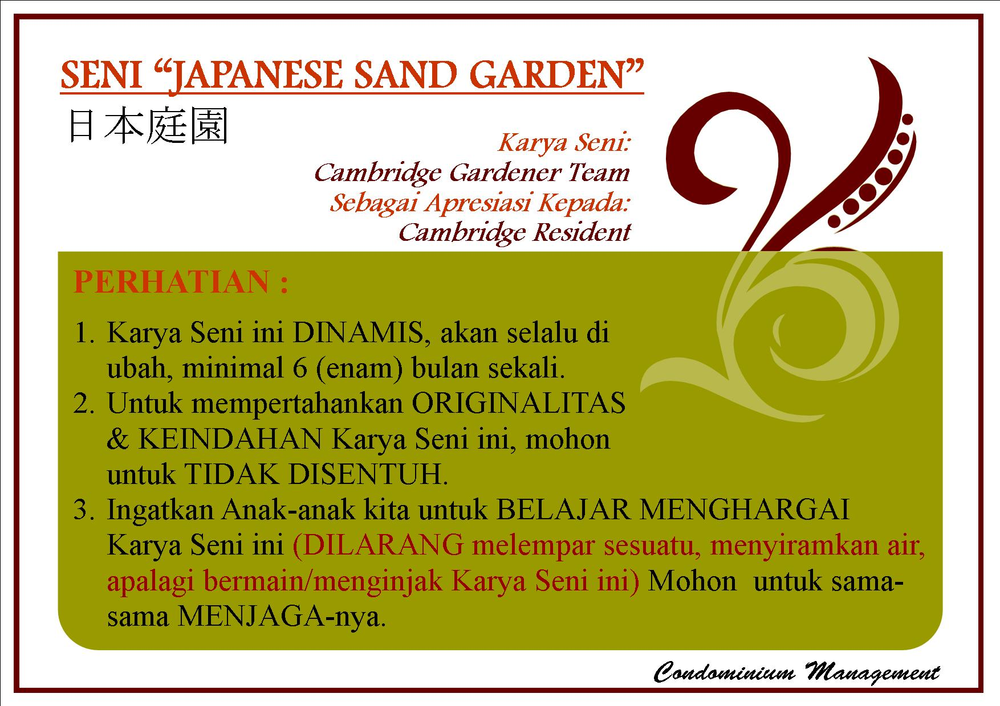 SENI “JAPANESE SAND GARDEN”
日本庭園
Karya Seni:
Cambridge Gardener Team
Sebagai Apresiasi Kepada:
Cambridge Resident
PERHATIAN :
1. Karya Seni ini DINAMIS, akan selalu di
ubah, minimal 6 (enam) bulan sekali.
2. Untuk mempertahankan ORIGINALITAS
& KEINDAHAN Karya Seni ini, mohon
untuk TIDAK DISENTUH.
3. Ingatkan Anak-anak kita untuk BELAJAR MENGHARGAI
Karya Seni ini (DILARANG melempar sesuatu, menyiramkan air,
apalagi bermain/menginjak Karya Seni ini) Mohon  untuk sama-
sama MENJAGA-nya.
Condominium Management